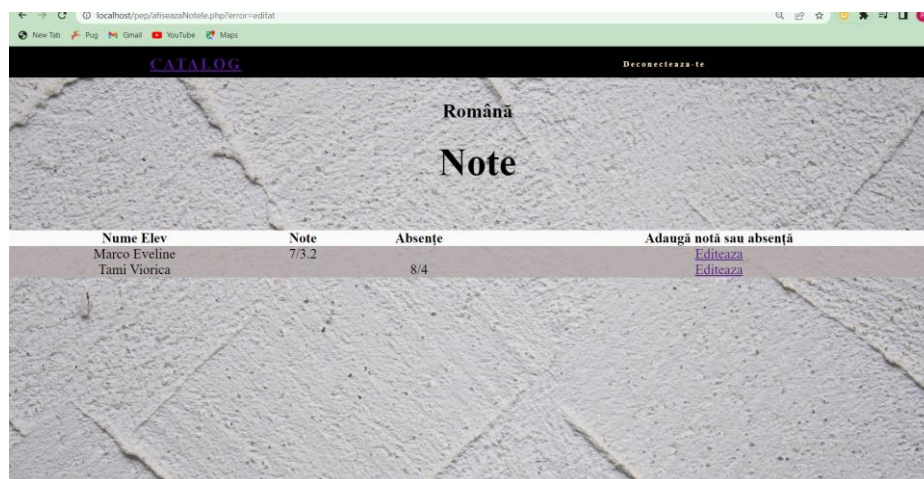 localhost/pep/afiseazaNotele.php?error=editat
New Tab Pug Gmail YouTube Maps
CATALOG Deconecteaza-te
Română
Note
Nume Elev Note Absențe Adaugă notă sau absență
Marco Eveline 7/3.2 Editeaza
Tami Viorica 8/4 Editeaza